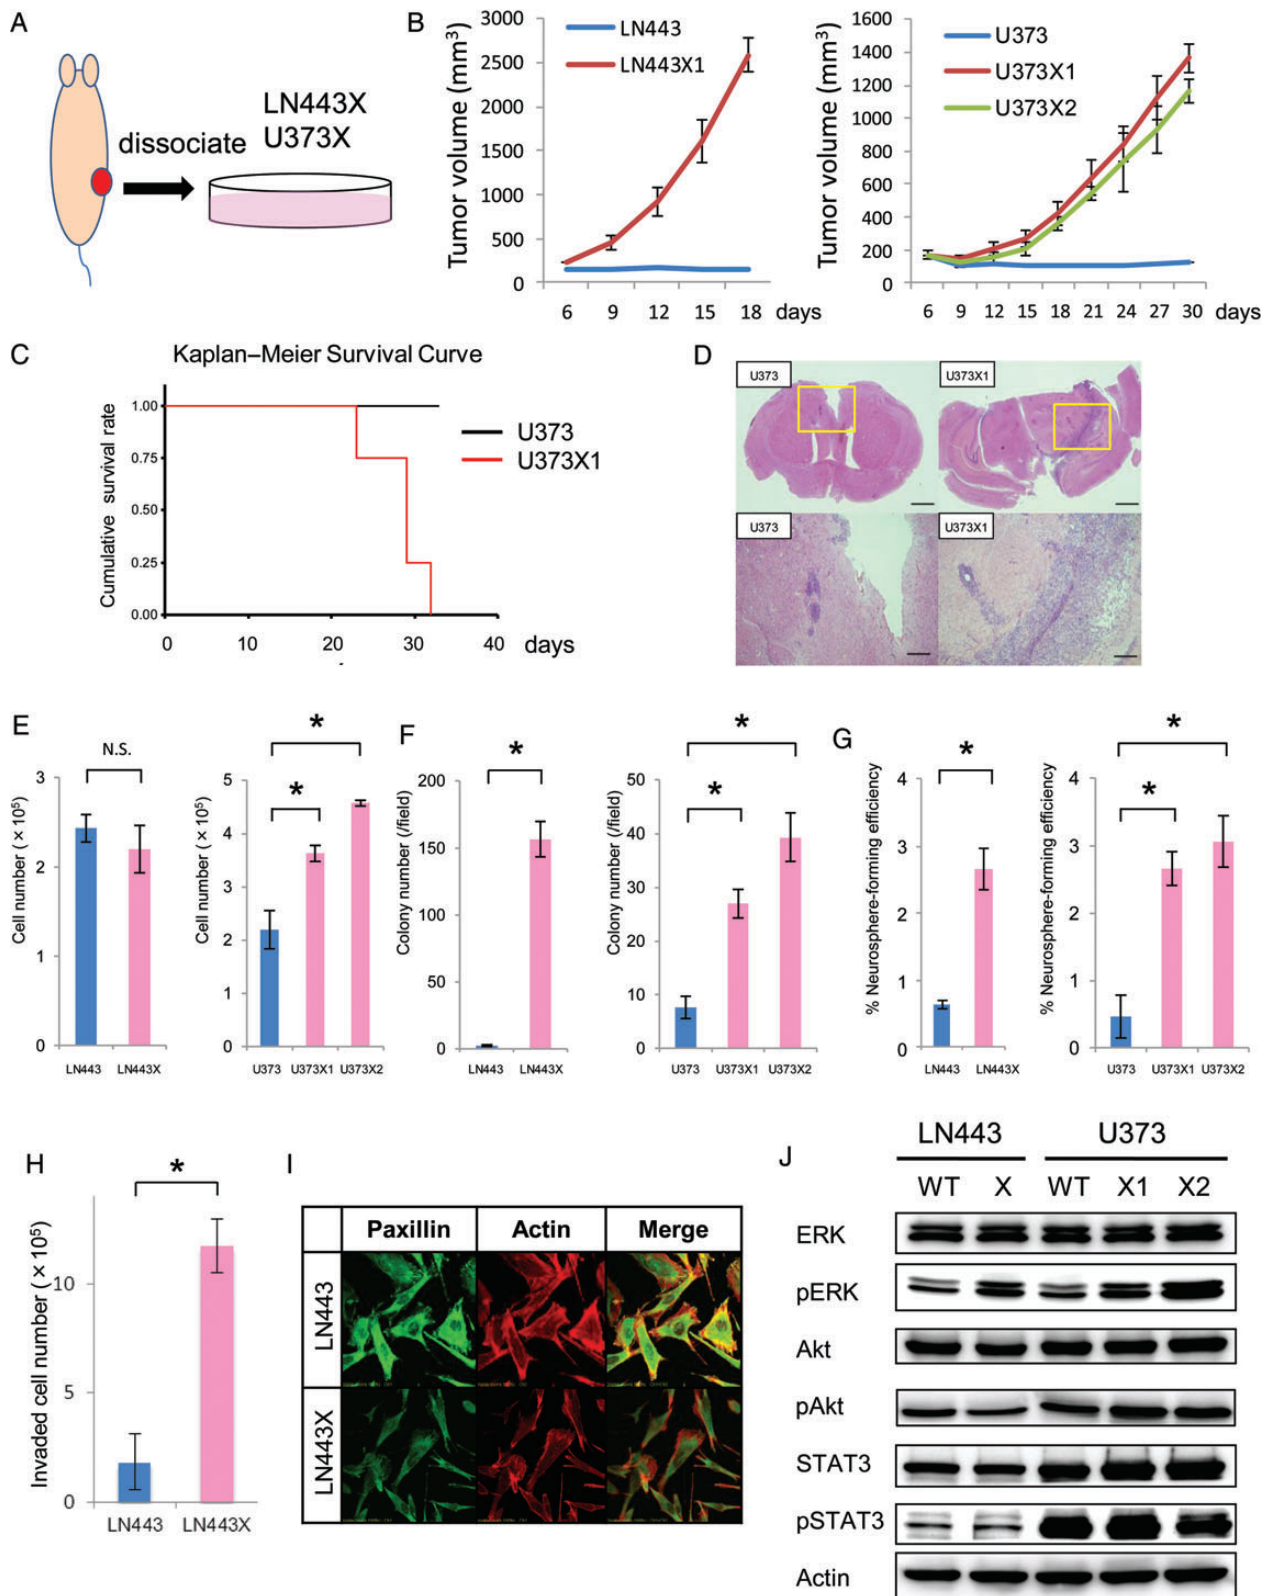 A
LN443X
U373X
dissociate
B
Tumor volume (mm³)
3000
2500
2000
1500
1000
500
0
LN443
LN443X1
6 9 12 15 18 days
Tumor volume (mm³)
1600
1400
1200
1000
800
600
400
200
0
U373
U373X1
U373X2
6 9 12 15 18 21 24 27 30 days
C
Kaplan–Meier Survival Curve
Cumulative survival rate
1.00
0.75
0.50
0.25
0.00
0 10 20 30 40 days
U373
U373X1
D
U373
U373X1
U373
U373X1
E
N.S.
Cell number (×10⁵)
3
2
1
0
LN443 LN443X
*
*
Cell number (×10⁵)
5
4
3
2
1
0
U373 U373X1 U373X2
F
*
Colony number (/field)
200
150
100
50
0
LN443 LN443X
*
*
Colony number (/field)
50
40
30
20
10
0
U373 U373X1 U373X2
G
*
% Neurosphere-forming efficiency
4
3
2
1
0
LN443 LN443X
*
*
% Neurosphere-forming efficiency
4
3
2
1
0
U373 U373X1 U373X2
H
*
Invaded cell number (×10⁵)
10
5
0
LN443 LN443X
I
Paxillin Actin Merge
LN443
LN443X
J
LN443 U373
WT X WT X1 X2
ERK
pERK
Akt
pAkt
STAT3
pSTAT3
Actin